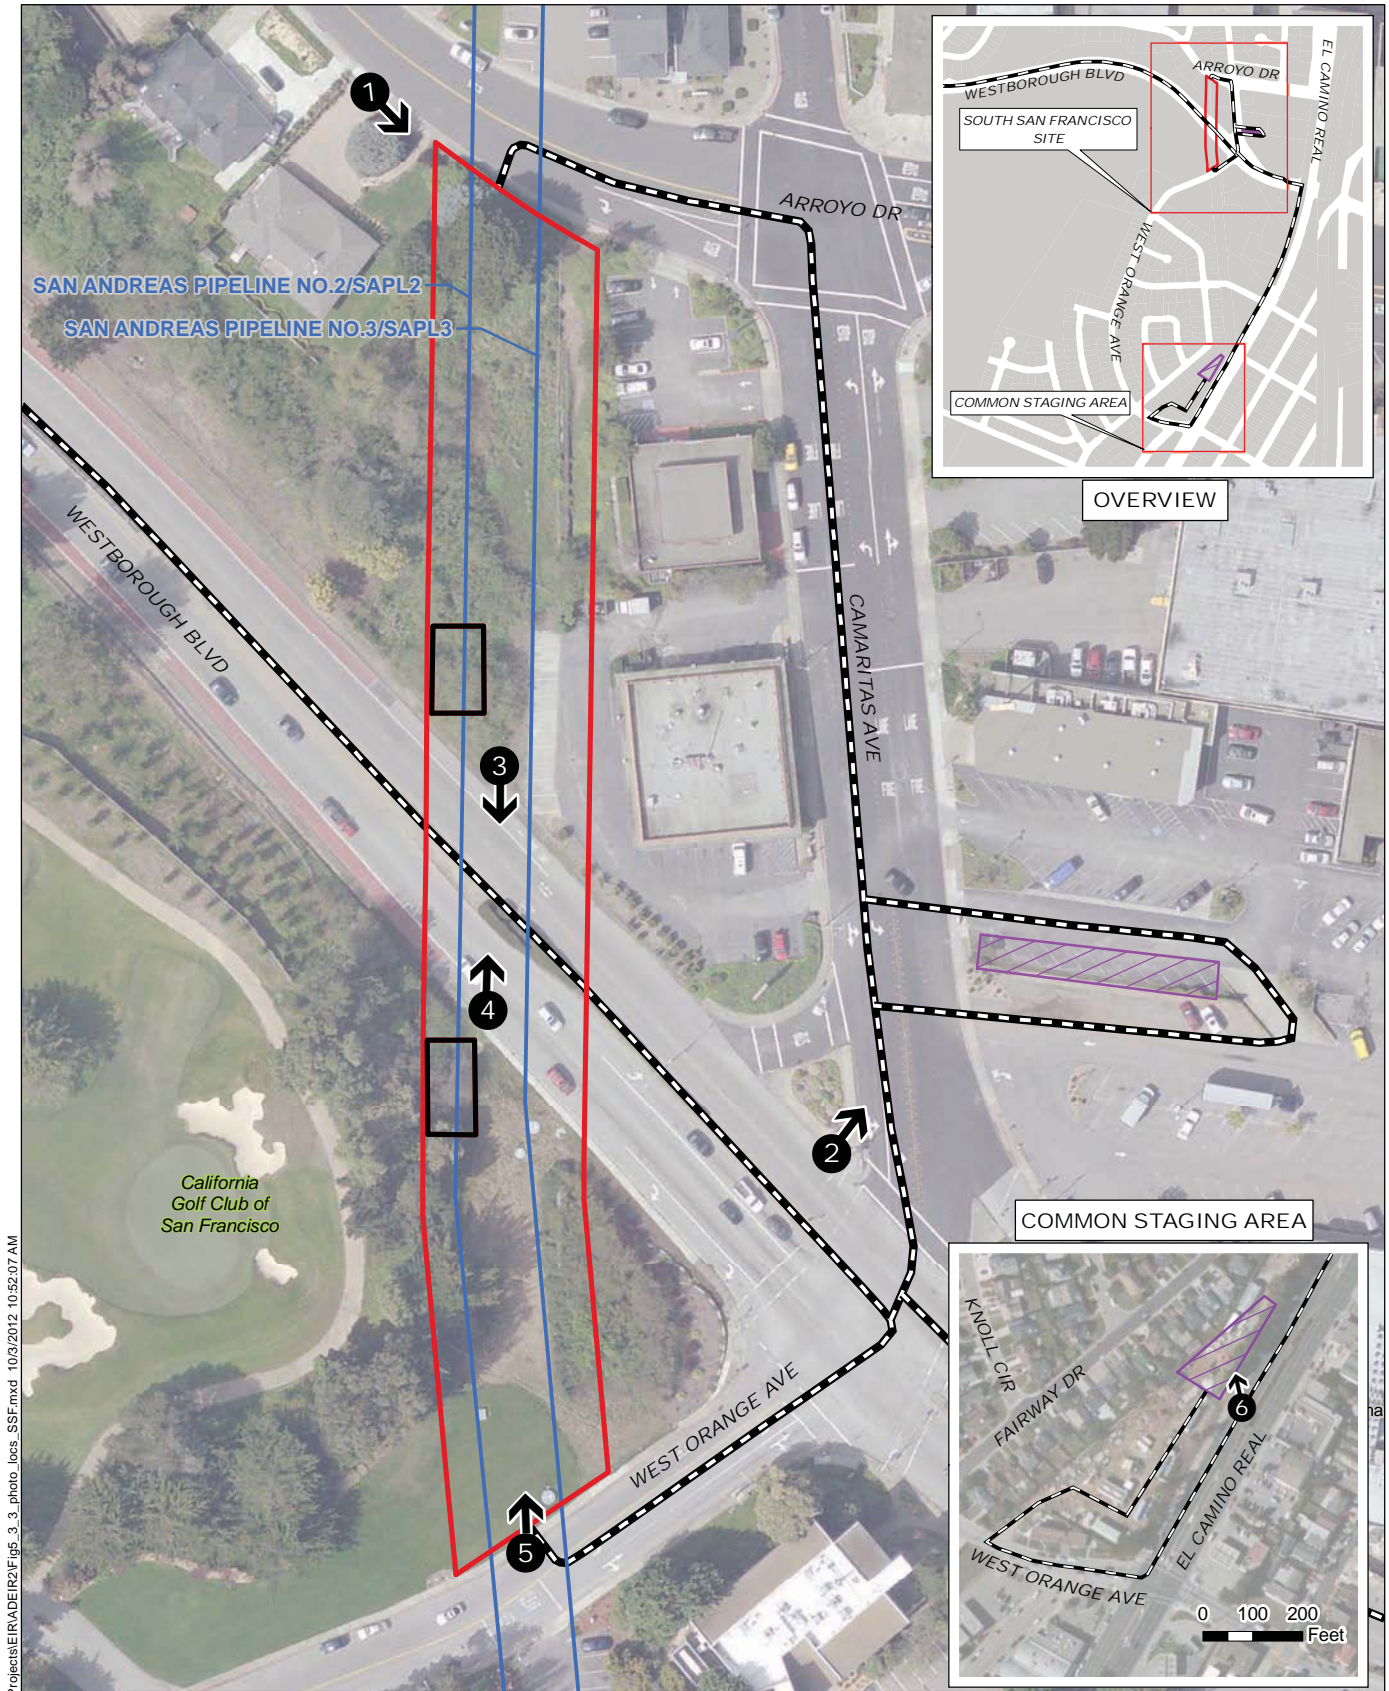 1
ARROYO DR
SAN ANDREAS PIPELINE NO.2/SAPL2
SAN ANDREAS PIPELINE NO.3/SAPL3
WESTBOROUGH BLVD
CAMARITAS AVE
3
4
2
California
Golf Club of
San Francisco
WEST ORANGE AVE
5
WESTBOROUGH BLVD
ARROYO DR
EL CAMINO REAL
SOUTH SAN FRANCISCO
SITE
WEST ORANGE AVE
COMMON STAGING AREA
OVERVIEW
COMMON STAGING AREA
KNOLL CIR
FAIRWAY DR
6
EL CAMINO REAL
WEST ORANGE AVE
0 100 200
Feet
Projects\EIR\ADEIR2\Fig5_3_3_photo_locs_SSF.mxd 10/3/2012 10:52:07 AM